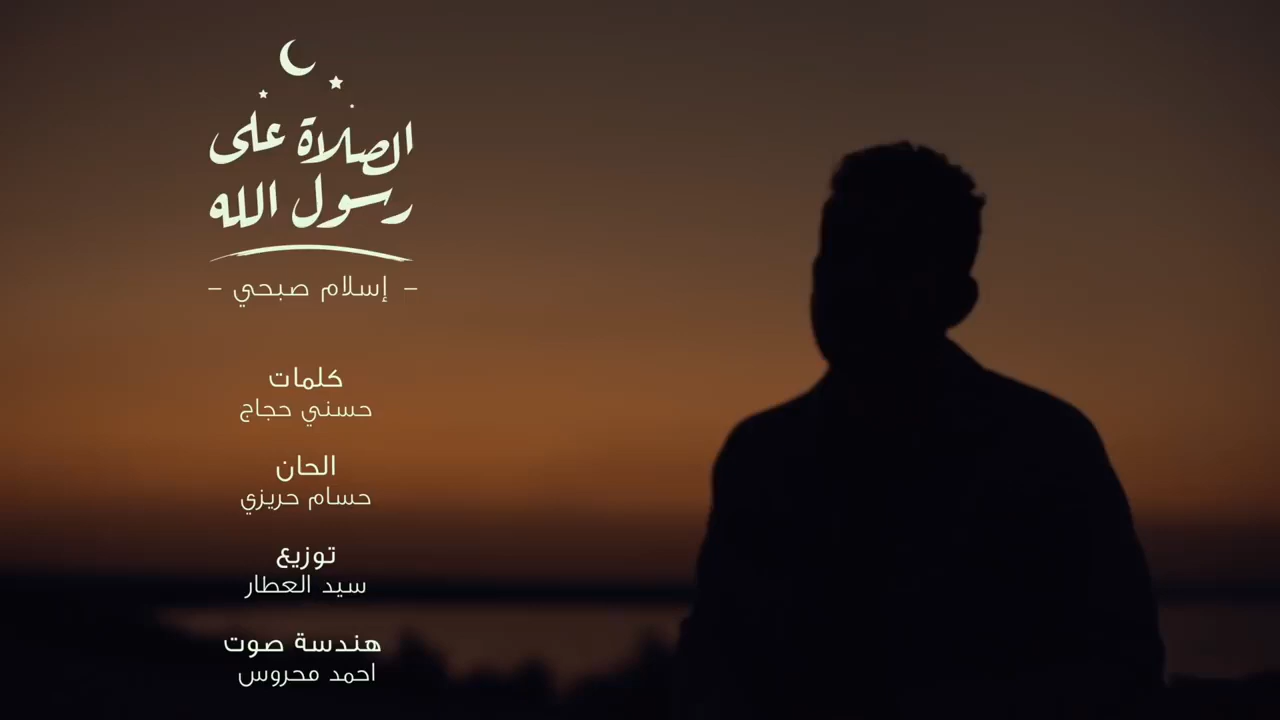 الصلاة على
رسول الله
- إسلام صبحي -
كلمات
حسني حجاج
الحان
حسام حريزي
توزيع
سيد العطار
هندسة صوت
احمد محروس